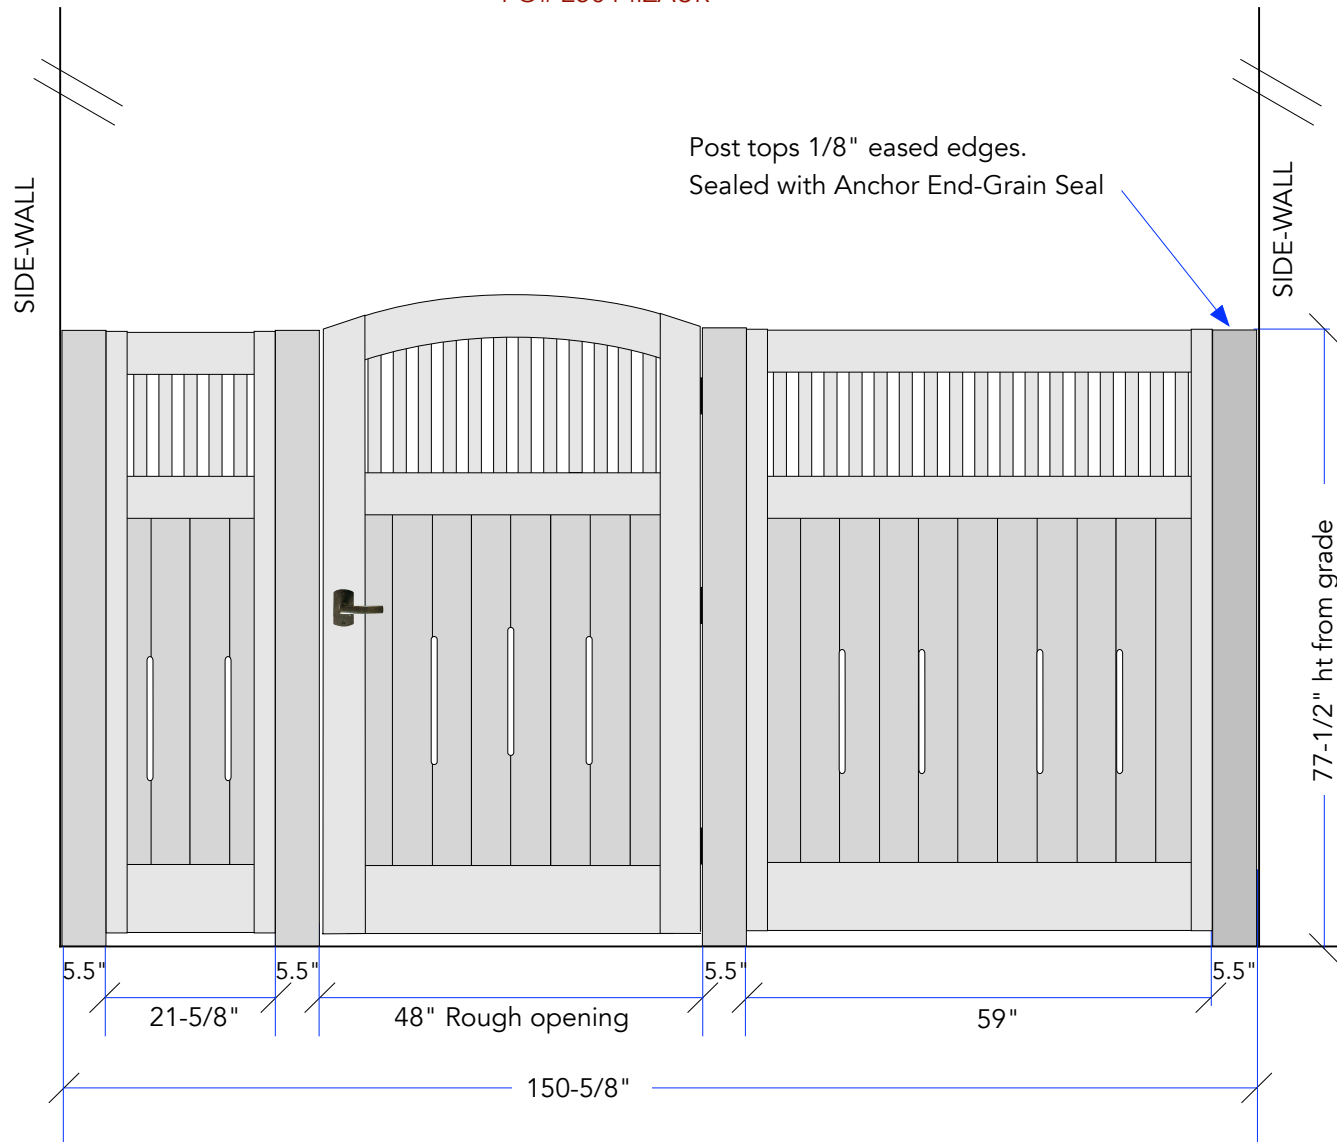 Post tops 1/8" eased edges.
Sealed with Anchor End-Grain Seal
SIDE-WALL
SIDE-WALL
77-1/2" ht from grade
5.5"
5.5"
5.5"
5.5"
21-5/8"
48" Rough opening
59"
150-5/8"